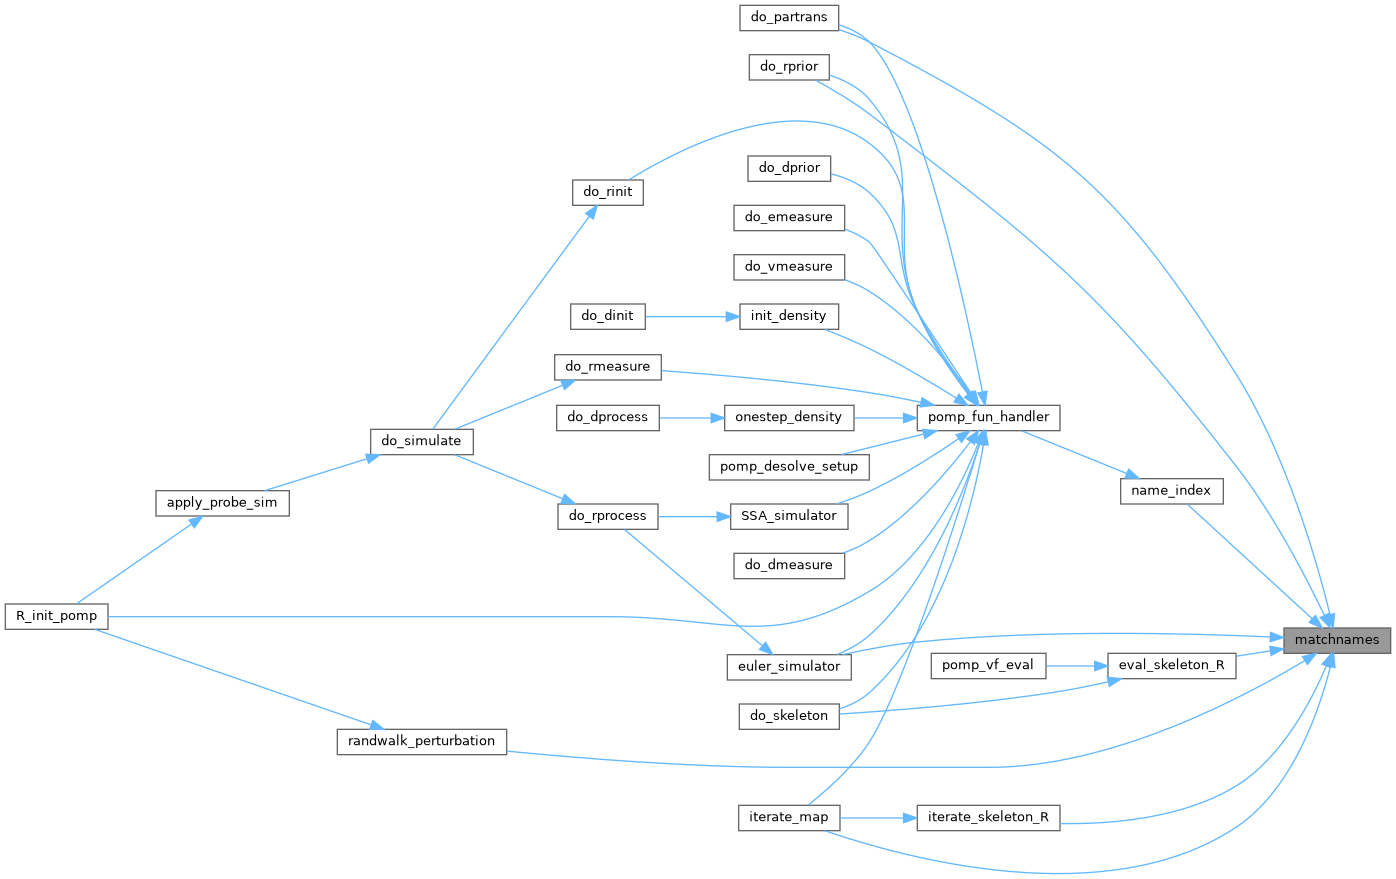 do_partrans
do_rprior
do_dprior
do_rinit
do_emeasure
do_vmeasure
do_dinit
init_density
do_rmeasure
do_dprocess
onestep_density
pomp_fun_handler
do_simulate
pomp_desolve_setup
name_index
apply_probe_sim
do_rprocess
SSA_simulator
do_dmeasure
R_init_pomp
matchnames
euler_simulator
pomp_vf_eval
eval_skeleton_R
do_skeleton
randwalk_perturbation
iterate_map
iterate_skeleton_R